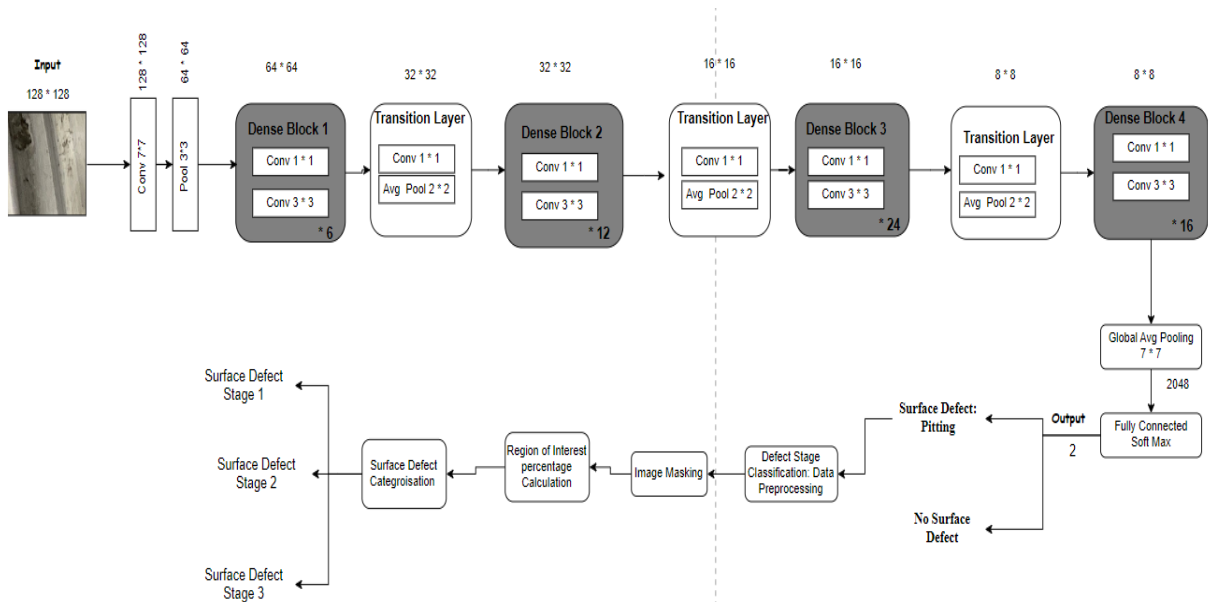 Input
128 * 128
128 * 128
Conv 7*7
64 * 64
Pool 3*3
64 * 64
Dense Block 1
Conv 1 * 1
Conv 3 * 3
* 6
32 * 32
Transition Layer
Conv 1 * 1
Avg Pool 2 * 2
32 * 32
Dense Block 2
Conv 1 * 1
Conv 3 * 3
* 12
16 * 16
Transition Layer
Conv 1 * 1
Avg Pool 2 * 2
16 * 16
Dense Block 3
Conv 1 * 1
Conv 3 * 3
* 24
8 * 8
Transition Layer
Conv 1 * 1
Avg Pool 2 * 2
8 * 8
Dense Block 4
Conv 1 * 1
Conv 3 * 3
* 16
Global Avg Pooling
7 * 7
2048
Fully Connected
Soft Max
Output
2
Surface Defect:
Pitting
No Surface
Defect
Defect Stage
Classification: Data
Preprocessing
Image Masking
Region of Interest
percentage
Calculation
Surface Defect
Categroisation
Surface Defect
Stage 1
Surface Defect
Stage 2
Surface Defect
Stage 3